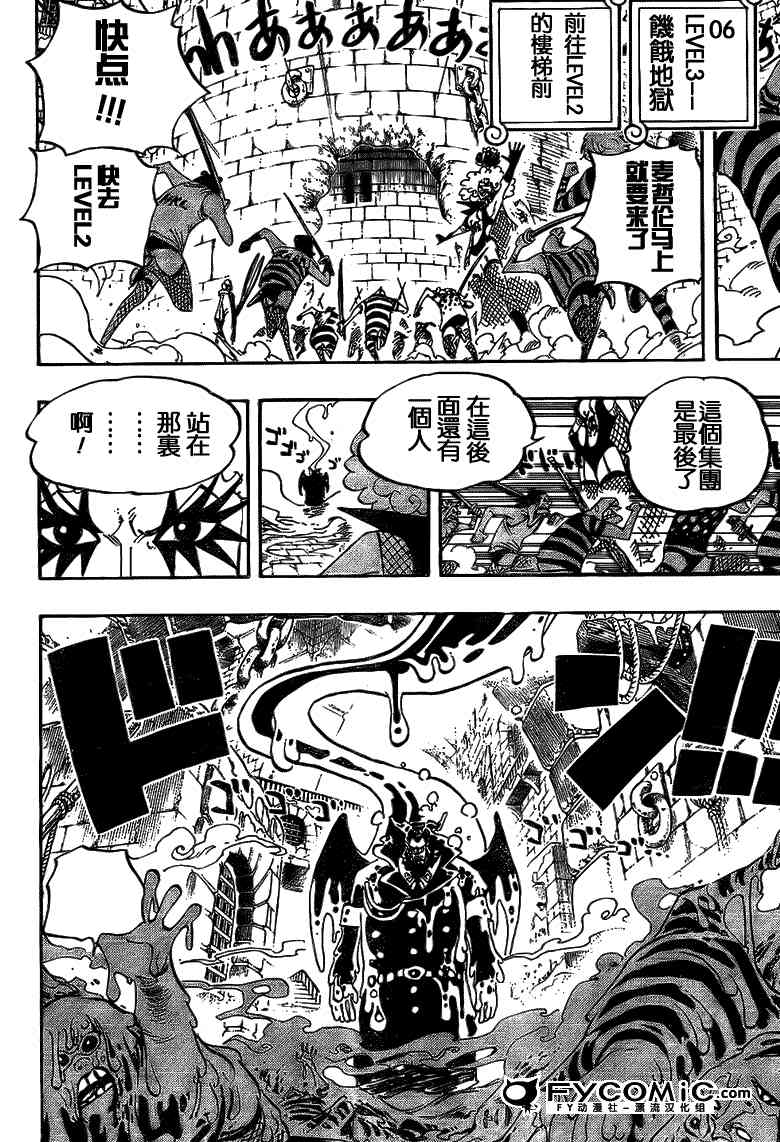 06
LEVEL3——
饑餓地獄
前往LEVEL2
的樓梯前
麦哲伦马上
就要来了
快点!!!
快去
LEVEL2
あああああ
這個集團
是最後了
在這後
面還有
一個人
ゴゴゴ
站在
那裏
……
……
啊!
ドン!!!
ゴゴゴ
ゴゴゴ
FYCOMIC.com
FY动漫社-漂流汉化组